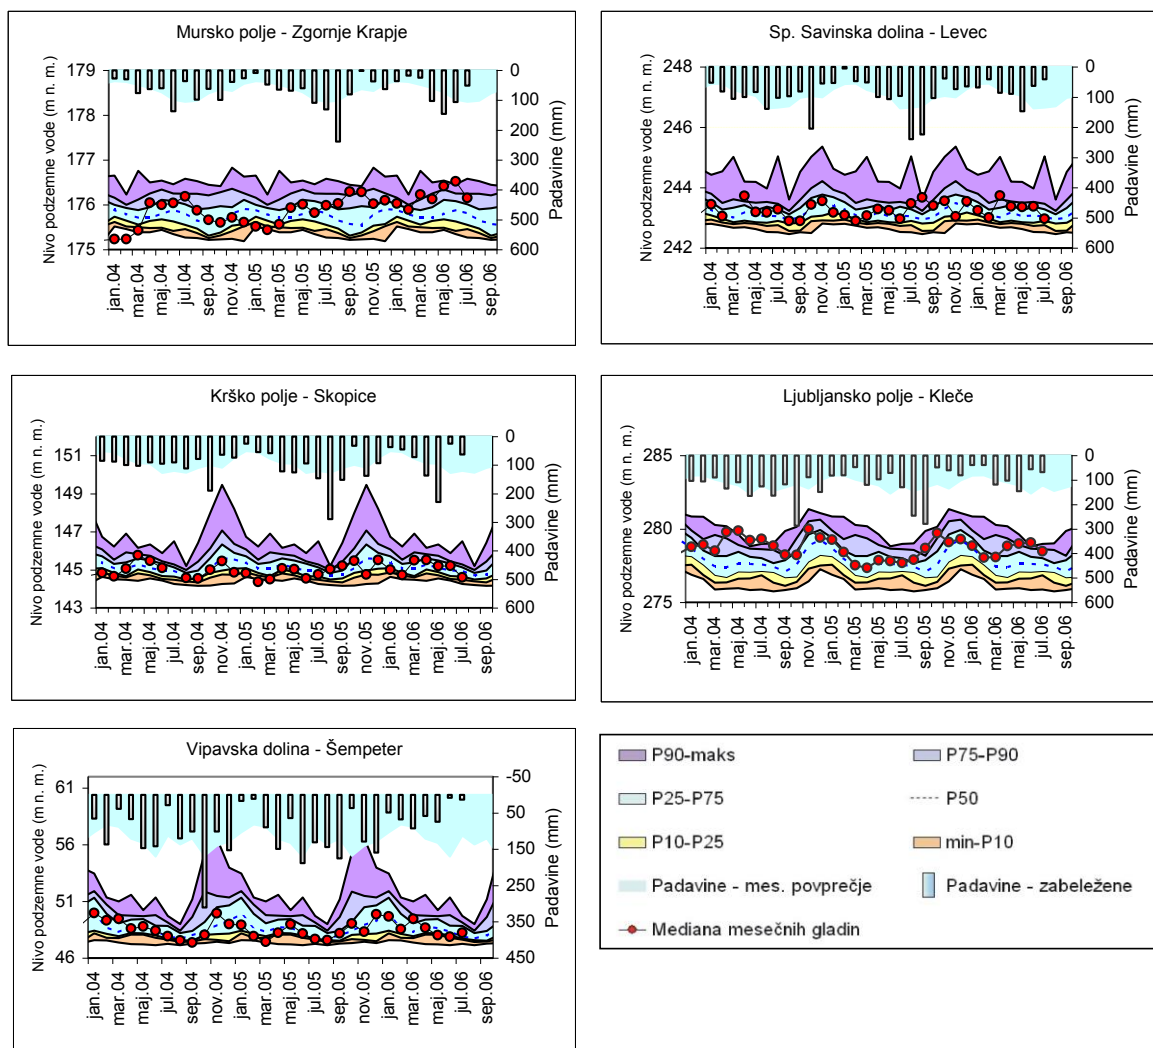 Mursko polje - Zgornje Krapje
Nivo podzemne vode (m n. m.)
179
178
177
176
175
0
100
200
300
400
500
600
Padavine (mm)
jan.04
mar.04
maj.04
jul.04
sep.04
nov.04
jan.05
mar.05
maj.05
jul.05
sep.05
nov.05
jan.06
mar.06
maj.06
jul.06
sep.06
Sp. Savinska dolina - Levec
Nivo podzemne vode (m n. m.)
248
246
244
242
0
100
200
300
400
500
600
Padavine (mm)
jan.04
mar.04
maj.04
jul.04
sep.04
nov.04
jan.05
mar.05
maj.05
jul.05
sep.05
nov.05
jan.06
mar.06
maj.06
jul.06
sep.06
Krško polje - Skopice
Nivo podzemne vode (m n. m.)
151
149
147
145
143
0
100
200
300
400
500
600
Padavine (mm)
jan.04
mar.04
maj.04
jul.04
sep.04
nov.04
jan.05
mar.05
maj.05
jul.05
sep.05
nov.05
jan.06
mar.06
maj.06
jul.06
sep.06
Ljubljansko polje - Kleče
Nivo podzemne vode (m n. m.)
285
280
275
0
100
200
300
400
500
600
Padavine (mm)
jan.04
mar.04
maj.04
jul.04
sep.04
nov.04
jan.05
mar.05
maj.05
jul.05
sep.05
nov.05
jan.06
mar.06
maj.06
jul.06
sep.06
Vipavska dolina - Šempeter
Nivo podzemne vode (m n. m.)
61
56
51
46
-50
50
150
250
350
450
Padavine (mm)
jan.04
mar.04
maj.04
jul.04
sep.04
nov.04
jan.05
mar.05
maj.05
jul.05
sep.05
nov.05
jan.06
mar.06
maj.06
jul.06
sep.06
P90-maks
P75-P90
P25-P75
P50
P10-P25
min-P10
Padavine - mes. povprečje
Padavine - zabeležene
Mediana mesečnih gladin